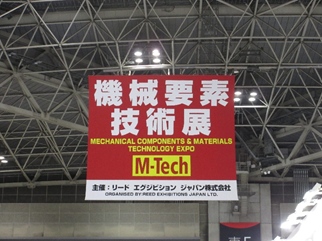 機械要素
技術展
MECHANICAL COMPONENTS & MATERIALS
TECHNOLOGY EXPO
M-Tech
主催：リード エグジビション ジャパン株式会社
ORGANISED BY: REED EXHIBITIONS JAPAN LTD.